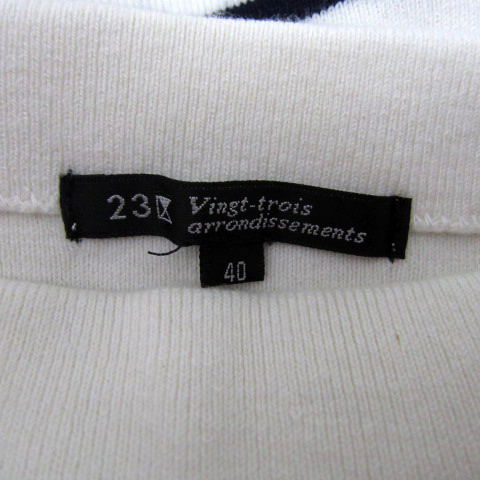 23区 Vingt-trois
arrondissements
40